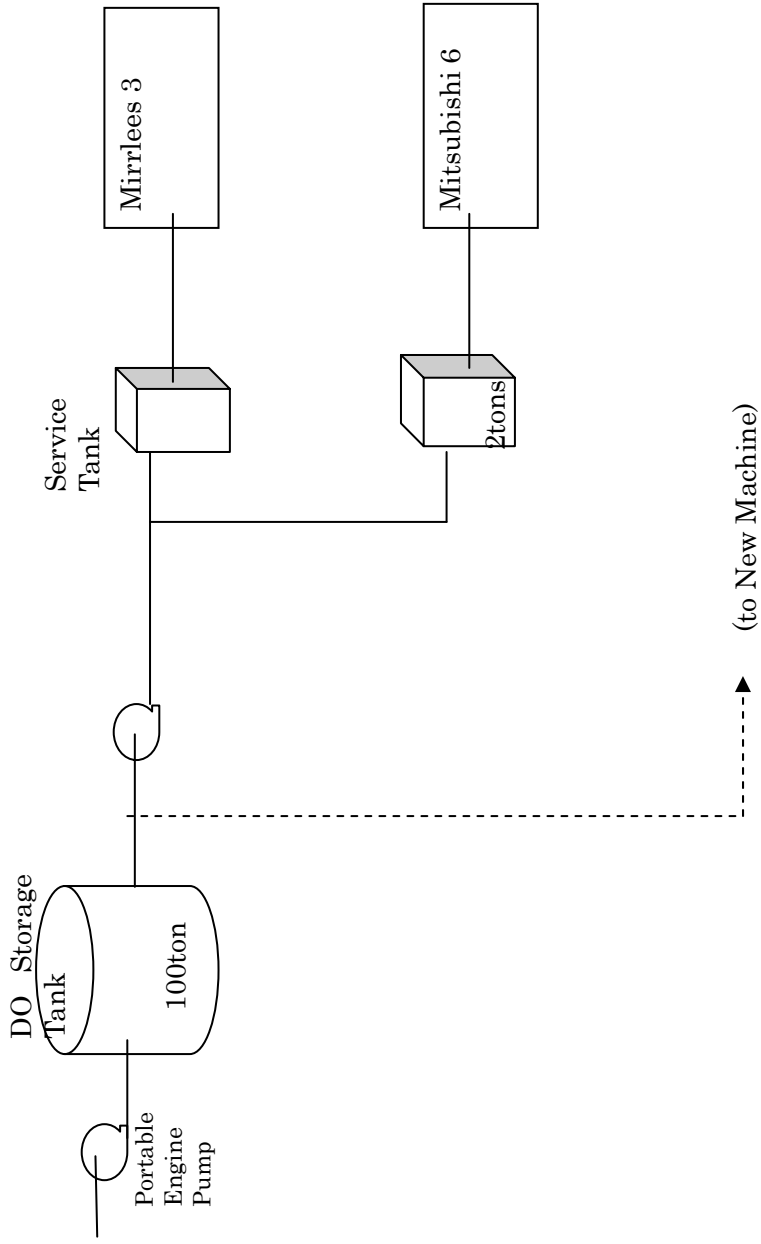 DO Storage
Tank
100ton
Portable
Engine
Pump
Service
Tank
2tons
Mirrlees 3
Mitsubishi 6
(to New Machine)